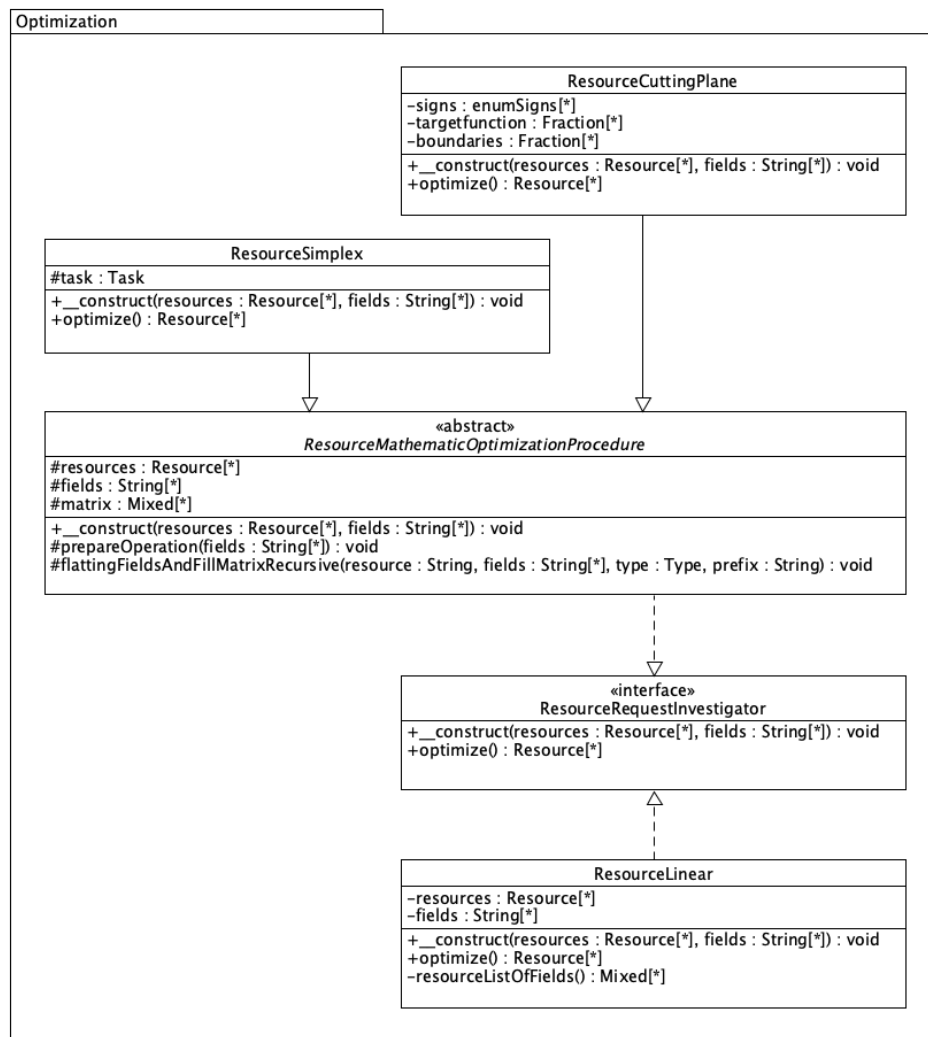 Optimization
ResourceCuttingPlane
-signs : enumSigns[*]
-targetfunction : Fraction[*]
-boundaries : Fraction[*]
+__construct(resources : Resource[*], fields : String[*]) : void
+optimize() : Resource[*]
ResourceSimplex
#task : Task
+__construct(resources : Resource[*], fields : String[*]) : void
+optimize() : Resource[*]
«abstract»
ResourceMathematicOptimizationProcedure
#resources : Resource[*]
#fields : String[*]
#matrix : Mixed[*]
+__construct(resources : Resource[*], fields : String[*]) : void
#prepareOperation(fields : String[*]) : void
#flattingFieldsAndFillMatrixRecursive(resource : String, fields : String[*], type : Type, prefix : String) : void
«interface»
ResourceRequestInvestigator
+__construct(resources : Resource[*], fields : String[*]) : void
+optimize() : Resource[*]
ResourceLinear
-resources : Resource[*]
-fields : String[*]
+__construct(resources : Resource[*], fields : String[*]) : void
+optimize() : Resource[*]
-resourceListOfFields() : Mixed[*]